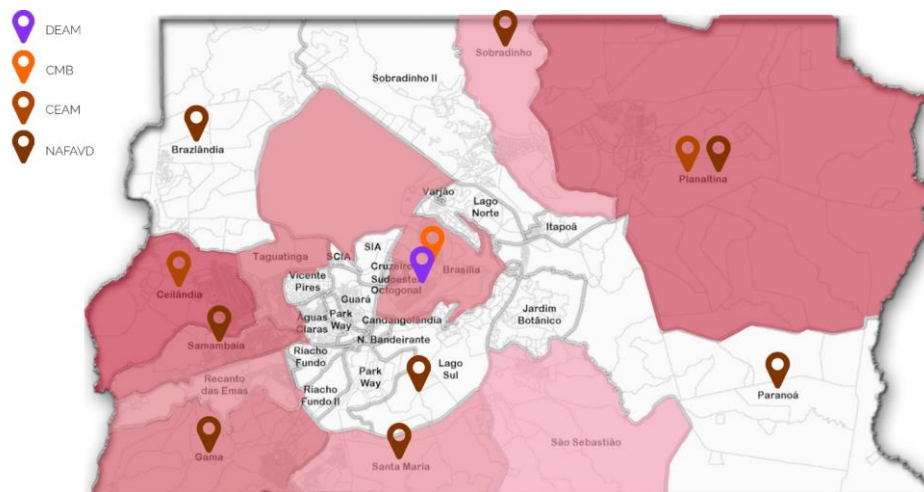 DEAM
CMB
CEAM
NAFAVD
Sobradinho
Sobradinho II
Brazlândia
Planaltina
Varjão
Lago
Norte
Itapoã
SIA
Taguatinga
SCIA
Cruzeiro
Brasília
Vicente
Pires
Sudoeste
Octogonal
Ceilândia
Guará
Jardim
Botânico
Águas
Claras
Park
Way
Candangolândia
Samambaia
N. Bandeirante
Riacho
Fundo
Lago
Sul
Park
Way
Recanto
das Emas
Riacho
Fundo II
Paranoá
São Sebastião
Gama
Santa Maria